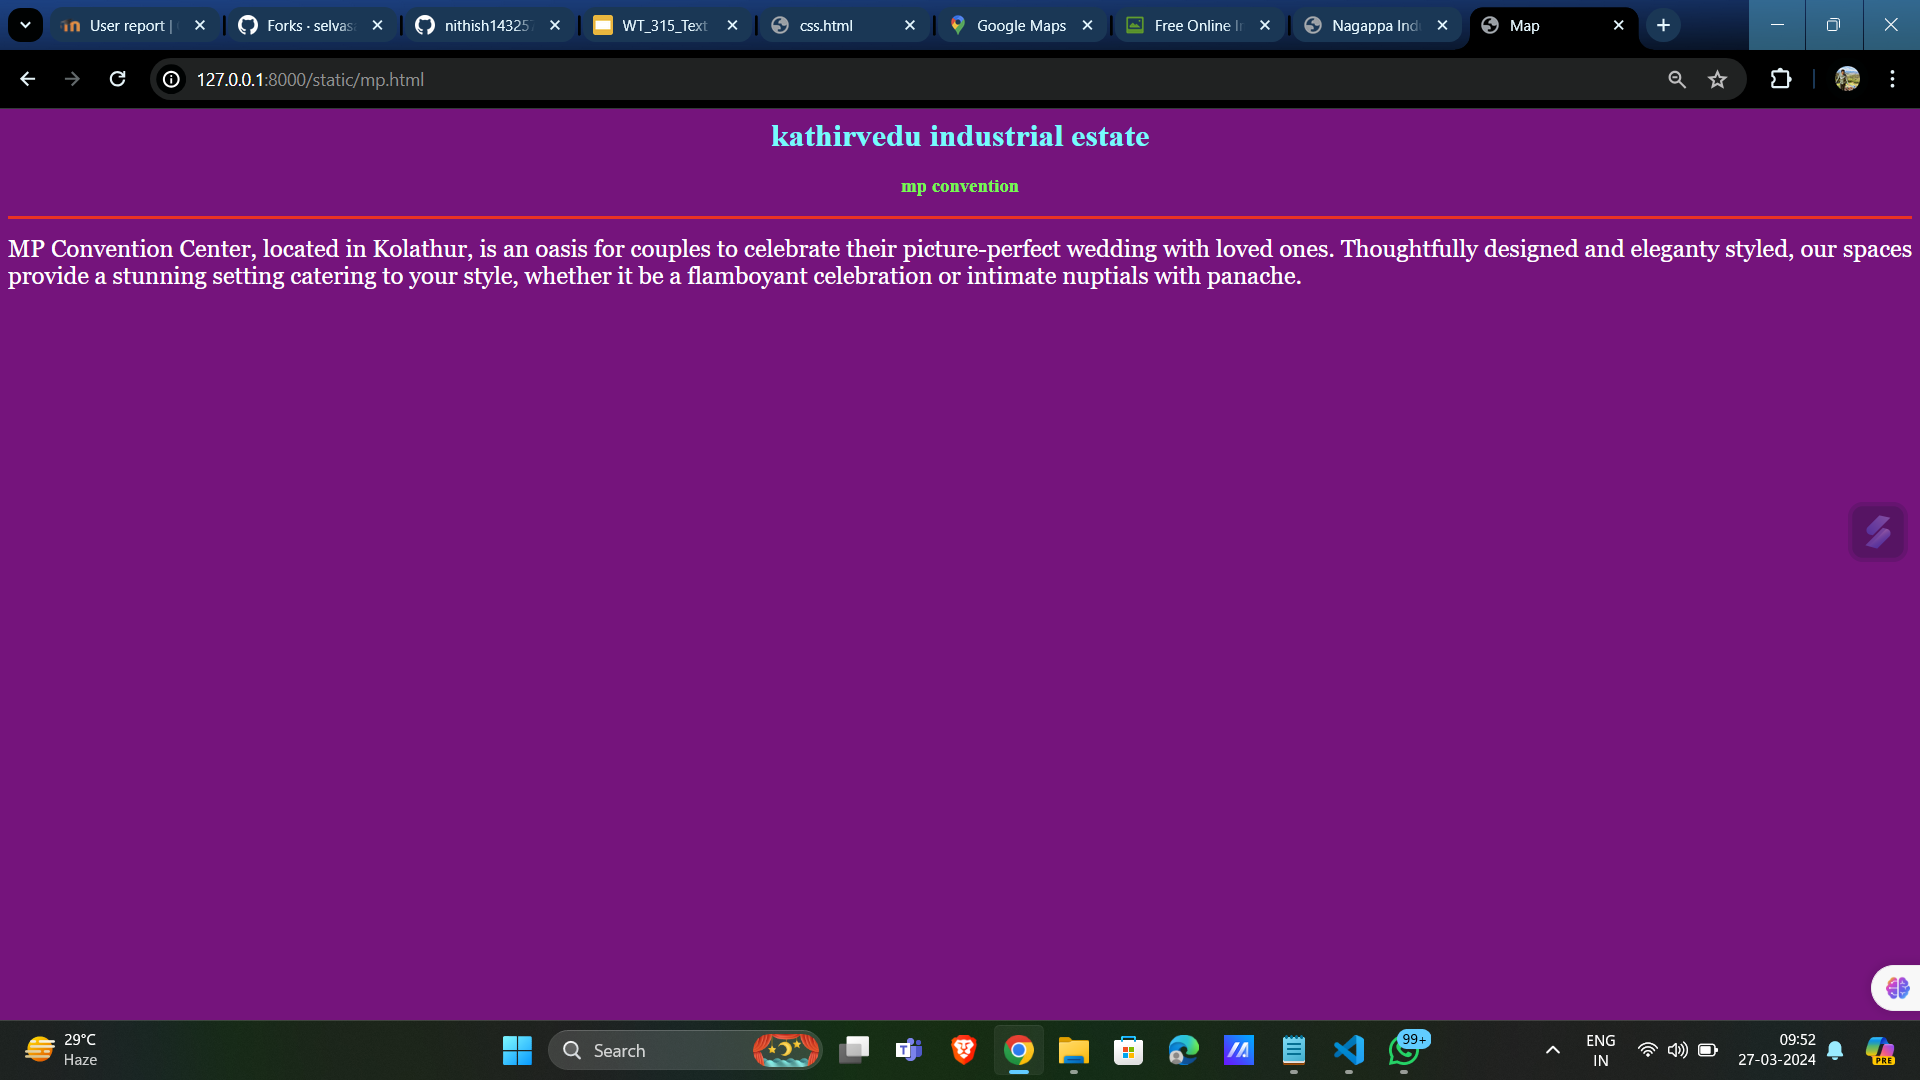 User report |
Forks · selvas
nithish14325
WT_315_Text
css.html
Google Maps
Free Online I
Nagappa Ind
Map
127.0.0.1:8000/static/mp.html
kathirvedu industrial estate
mp convention
MP Convention Center, located in Kolathur, is an oasis for couples to celebrate their picture-perfect wedding with loved ones. Thoughtfully designed and eleganty styled, our spaces
provide a stunning setting catering to your style, whether it be a flamboyant celebration or intimate nuptials with panache.
29°C
Haze
Search
99+
ENG
IN
09:52
27-03-2024
PRE